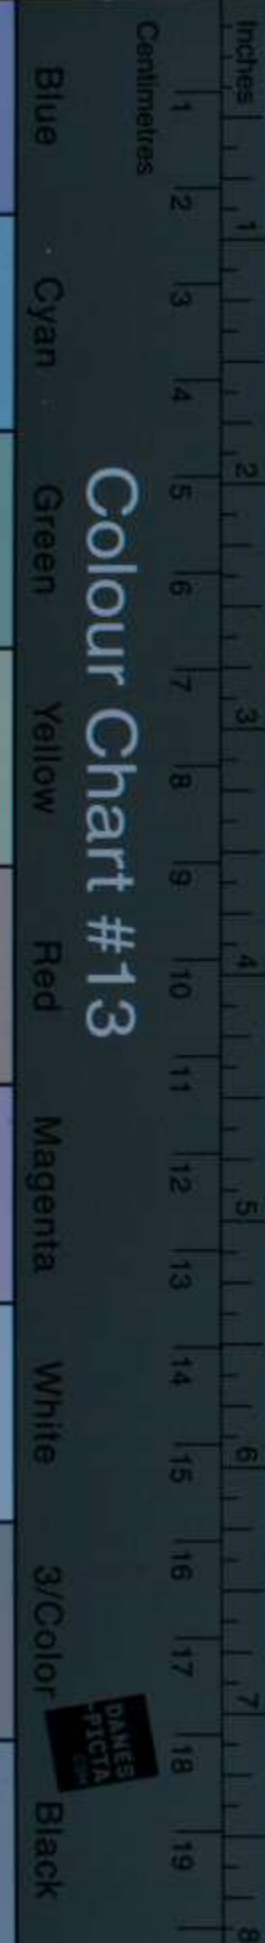 Inches 1 2 3 4 5 6 7 8
1 2 3 4 5 6 7 8 9 10 11 12 13 14 15 16 17 18 19
Centimetres
Colour Chart #13
DANES
-PICTA
.COM
Blue Cyan Green Yellow Red Magenta White 3/Color Black